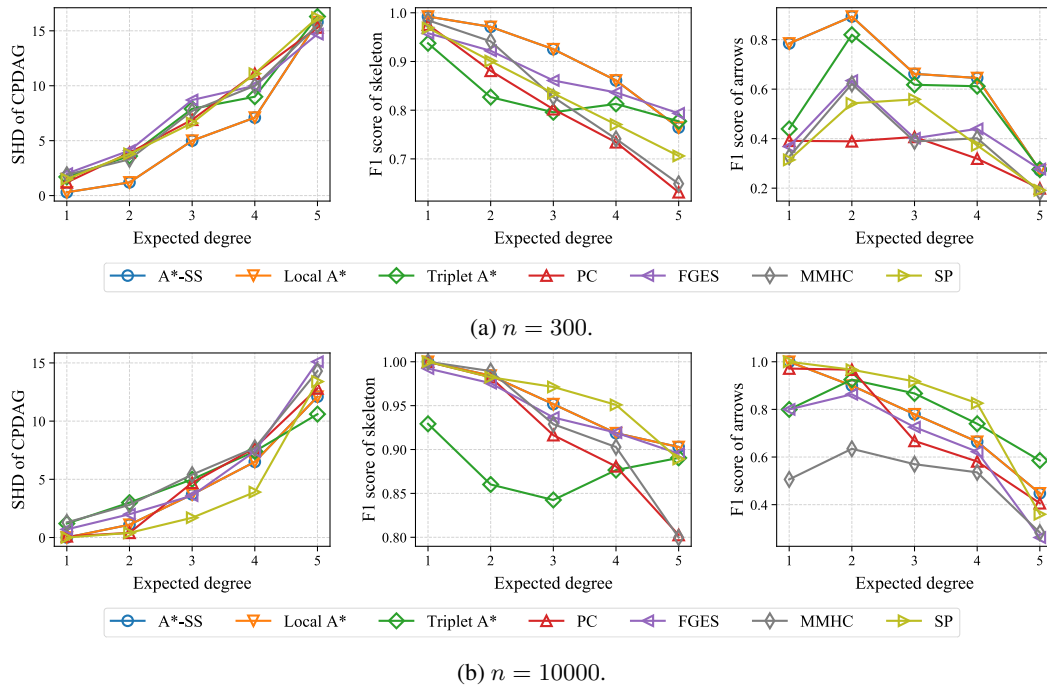 SHD of CPDAG
15
10
5
0
1 2 3 4 5
Expected degree
F1 score of skeleton
1.0
0.9
0.8
0.7
1 2 3 4 5
Expected degree
F1 score of arrows
0.8
0.6
0.4
0.2
1 2 3 4 5
Expected degree
A*-SS Local A* Triplet A* PC FGES MMHC SP
(a) n = 300.
SHD of CPDAG
15
10
5
0
1 2 3 4 5
Expected degree
F1 score of skeleton
1.00
0.95
0.90
0.85
0.80
1 2 3 4 5
Expected degree
F1 score of arrows
1.0
0.8
0.6
0.4
1 2 3 4 5
Expected degree
A*-SS Local A* Triplet A* PC FGES MMHC SP
(b) n = 10000.